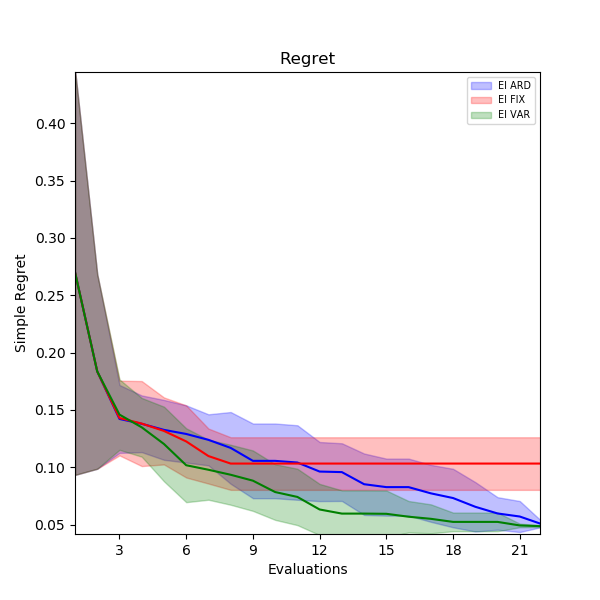 Regret
EI ARD
EI FIX
EI VAR
Simple Regret
0.40
0.35
0.30
0.25
0.20
0.15
0.10
0.05
3 6 9 12 15 18 21
Evaluations